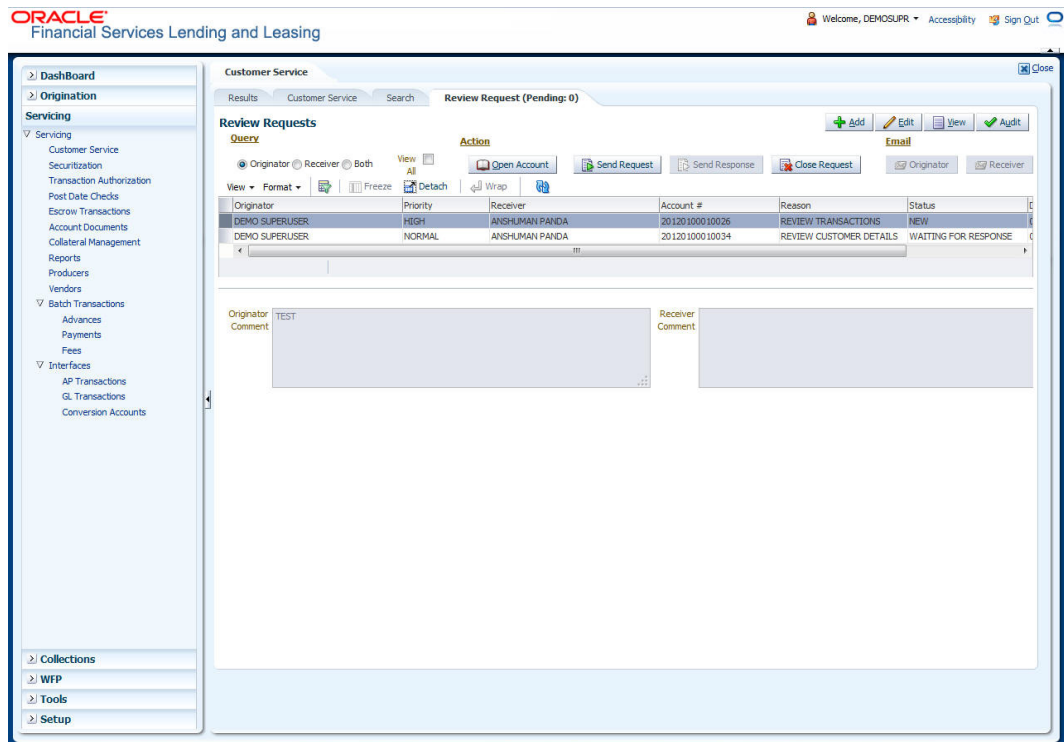 ORACLE
Financial Services Lending and Leasing
Welcome, DEMOSUPR Accessibility Sign Out
Close
DashBoard
Origination
Servicing
Servicing
Customer Service
Securitization
Transaction Authorization
Post Date Checks
Escrow Transactions
Account Documents
Collateral Management
Reports
Producers
Vendors
Batch Transactions
Advances
Payments
Fees
Interfaces
AP Transactions
GL Transactions
Conversion Accounts
Collections
WFP
Tools
Setup
Customer Service
Results Customer Service Search Review Request (Pending: 0)
Review Requests Add Edit View Audit
Query Action Email
Originator Receiver Both View All Open Account Send Request Send Response Close Request Originator Receiver
View Format Freeze Detach Wrap
Originator Priority Receiver Account # Reason Status
DEMO SUPERUSER HIGH ANSHUMAN PANDA 20120100010026 REVIEW TRANSACTIONS NEW
DEMO SUPERUSER NORMAL ANSHUMAN PANDA 20120100010034 REVIEW CUSTOMER DETAILS WAITING FOR RESPONSE
Originator Comment TEST Receiver Comment